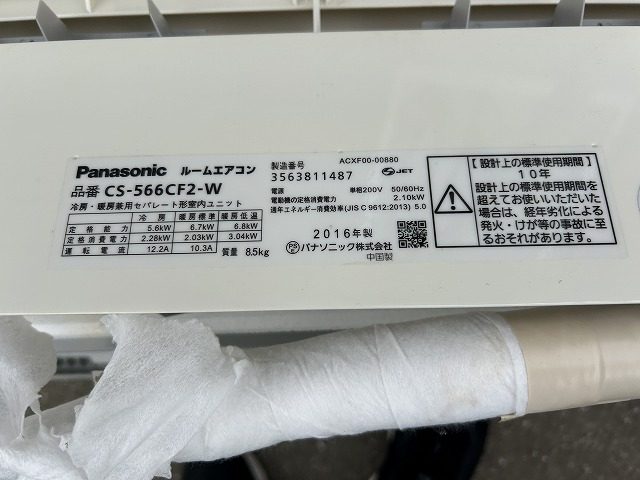 Panasonic ルームエアコン
品番 CS-566CF2-W
冷房・暖房兼用セパレート形室内ユニット
冷房 暖房標準 暖房低温
定格能力 5.6kW 6.7kW 6.8kW
定格消費電力 2.28kW 2.03kW 3.04kW
運転電流 12.2A 10.3A
質量 8.5kg
製造番号 ACXF00-00880
3563811487 JET
電源 単相200V 50/60Hz
電動機の定格消費電力 2.10kW
通年エネルギー消費効率(JIS C 9612:2013) 5.0
2016年製
PS パナソニック株式会社
中国製
【設計上の標準使用期間】
10年
設計上の標準使用期間を
超えてお使いいただいた
場合は、経年劣化による
発火・けが等の事故に至
るおそれがあります。